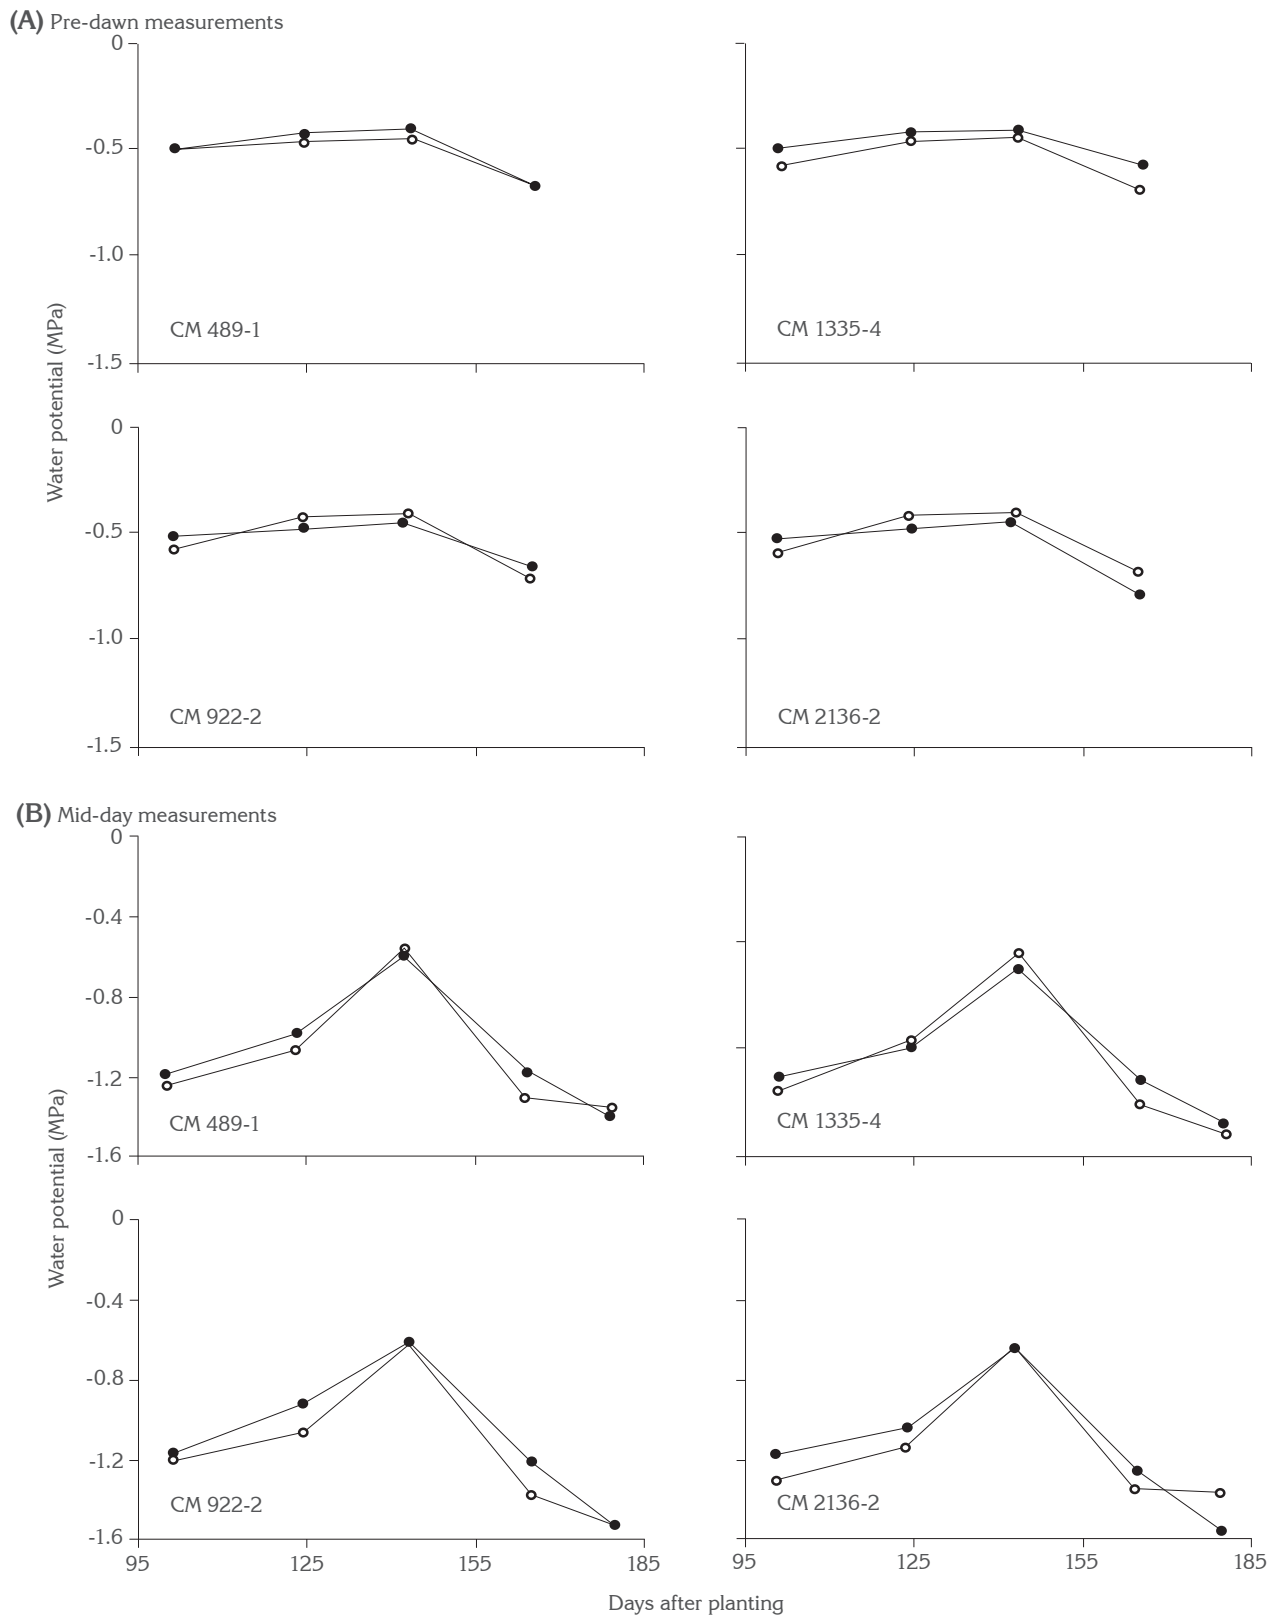 (A) Pre-dawn measurements
0
-0.5
-1.0
-1.5
CM 489-1
CM 1335-4
Water potential (MPa)
0
-0.5
-1.0
-1.5
CM 922-2
CM 2136-2
(B) Mid-day measurements
0
-0.4
-0.8
-1.2
-1.6
CM 489-1
CM 1335-4
Water potential (MPa)
0
-0.4
-0.8
-1.2
-1.6
CM 922-2
CM 2136-2
95 125 155 185 95 125 155 185
Days after planting